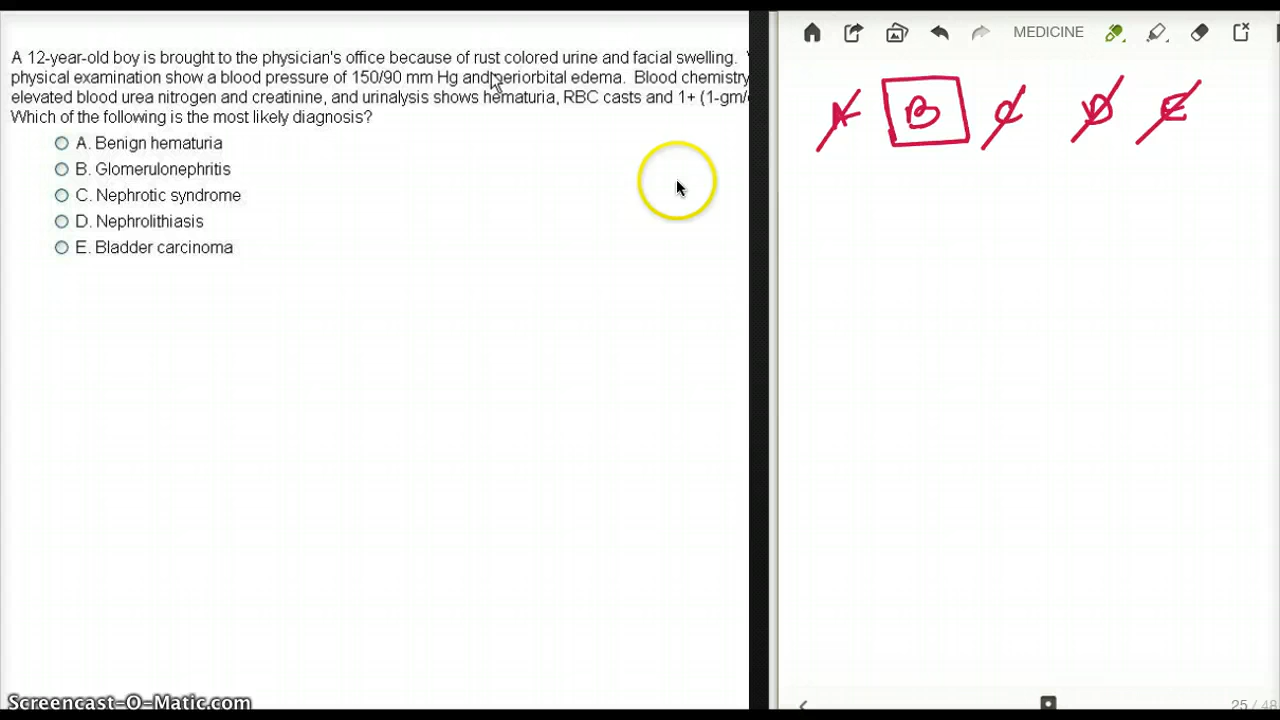 A 12-year-old boy is brought to the physician's office because of rust colored urine and facial swelling.
physical examination show a blood pressure of 150/90 mm Hg and periorbital edema. Blood chemistry
elevated blood urea nitrogen and creatinine, and urinalysis shows hematuria, RBC casts and 1+ (1-gm/
Which of the following is the most likely diagnosis?
A. Benign hematuria
B. Glomerulonephritis
C. Nephrotic syndrome
D. Nephrolithiasis
E. Bladder carcinoma
MEDICINE
A B C D E
25 / 48
Screencast-O-Matic.com